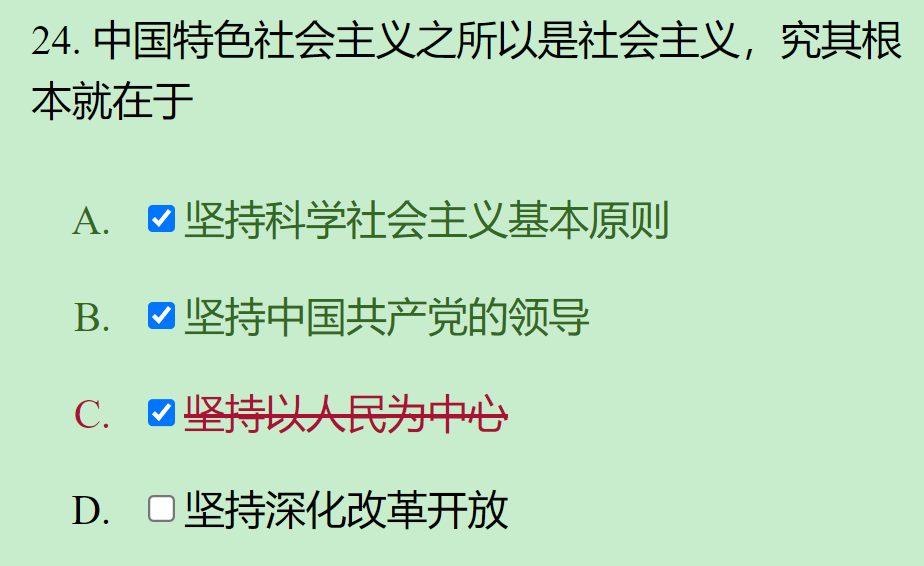 24. 中国特色社会主义之所以是社会主义，究其根
本就在于
A. 坚持科学社会主义基本原则
B. 坚持中国共产党的领导
C. 坚持以人民为中心
D. 坚持深化改革开放